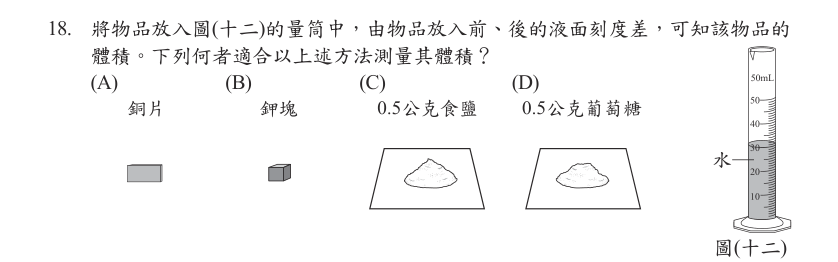 18. 將物品放入圖(十二)的量筒中，由物品放入前、後的液面刻度差，可知該物品的
體積。下列何者適合以上述方法測量其體積？
(A) (B) (C) (D)
銅片 鉀塊 0.5公克食鹽 0.5公克葡萄糖
50mL
50
40
30
水
20
10
圖(十二)